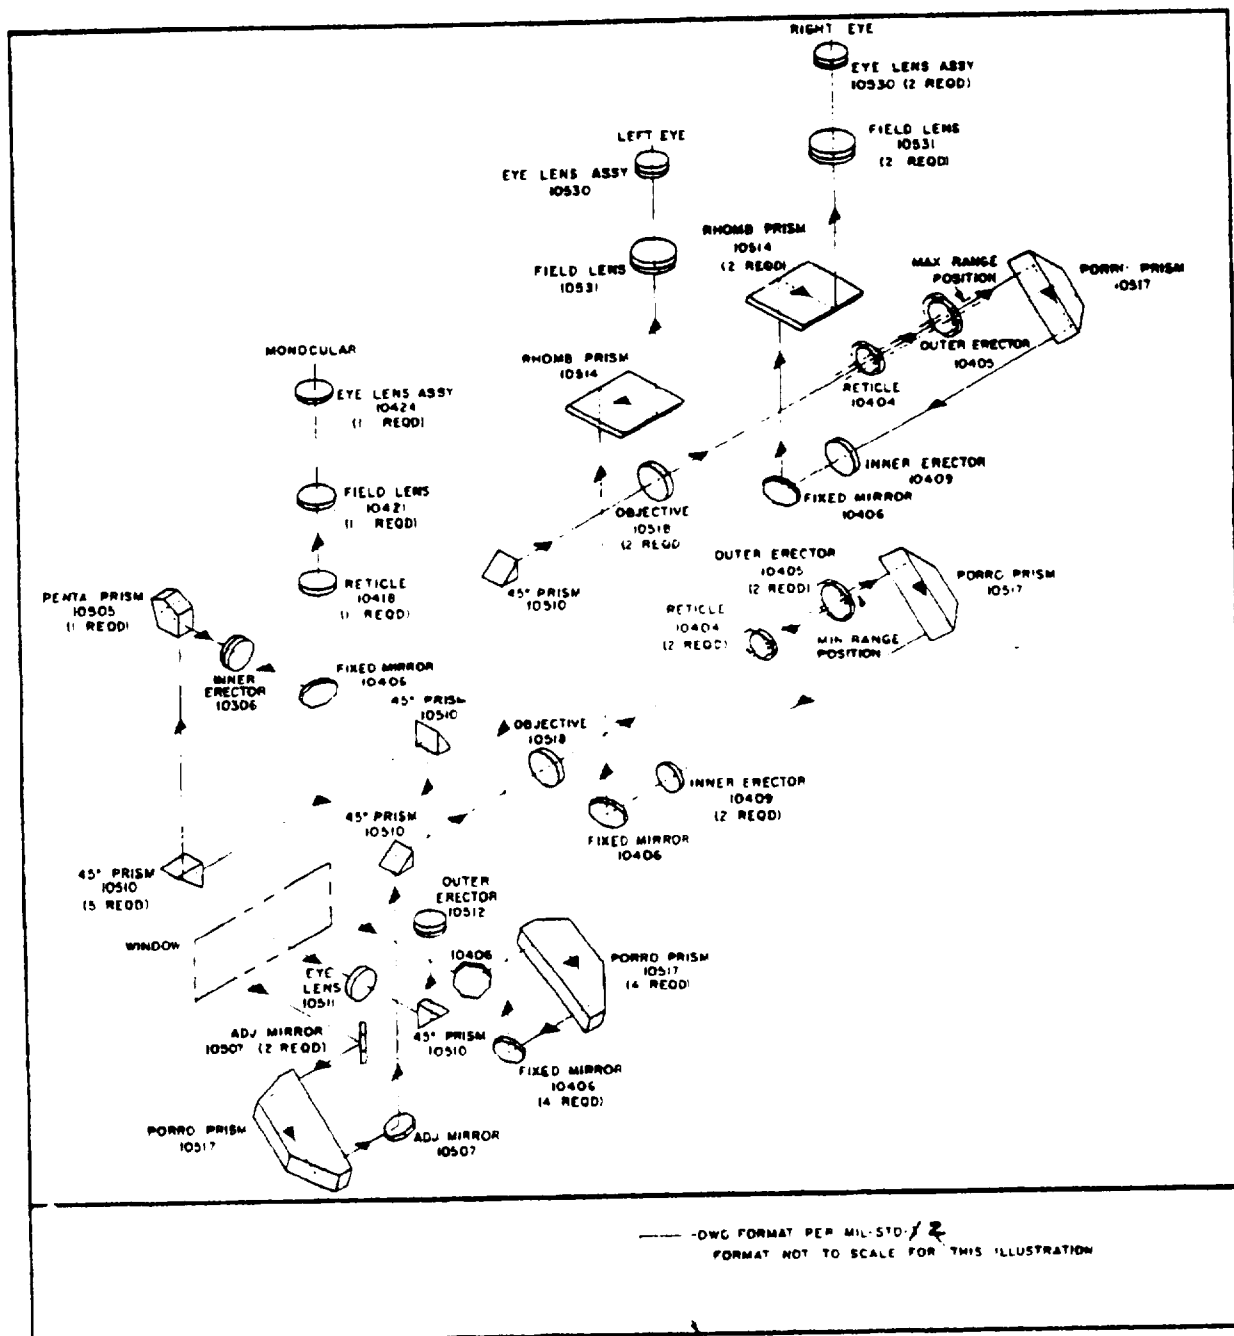 RIGHT EYE
EYE LENS ASSY
10530 (2 REQD)
FIELD LENS
10531
(2 REQD)
LEFT EYE
EYE LENS ASSY
10530
FIELD LENS
10531
RHOMB PRISM
10514
(2 REQD)
MAX RANGE
POSITION
PORRO PRISM
10517
OUTER ERECTOR
10405
RETICLE
10404
MONOCULAR
EYE LENS ASSY
10424
(1 REQD)
RHOMB PRISM
10514
INNER ERECTOR
10409
FIXED MIRROR
10406
FIELD LENS
10421
(1 REQD)
OBJECTIVE
10518
(2 REQD
45° PRISM
10510
RETICLE
10418
(1 REQD)
PENTA PRISM
10505
(1 REQD)
INNER
ERECTOR
10306
FIXED MIRROR
10406
OUTER ERECTOR
10405
(2 REQD)
PORRO PRISM
10517
RETICLE
10404
(2 REQD)
MIN RANGE
POSITION
45° PRISM
10510
OBJECTIVE
10518
INNER ERECTOR
10409
(2 REQD)
FIXED MIRROR
10406
45° PRISM
10510
45° PRISM
10510
(5 REQD)
OUTER
ERECTOR
10512
WINDOW
EYE
LENS
10511
10406
PORRO PRISM
10517
(4 REQD)
ADJ MIRROR
10507 (2 REQD)
45° PRISM
10510
FIXED MIRROR
10406
(4 REQD)
PORRO PRISM
10517
ADJ MIRROR
10507
-DWG FORMAT PER MIL-STD-12
FORMAT NOT TO SCALE FOR THIS ILLUSTRATION